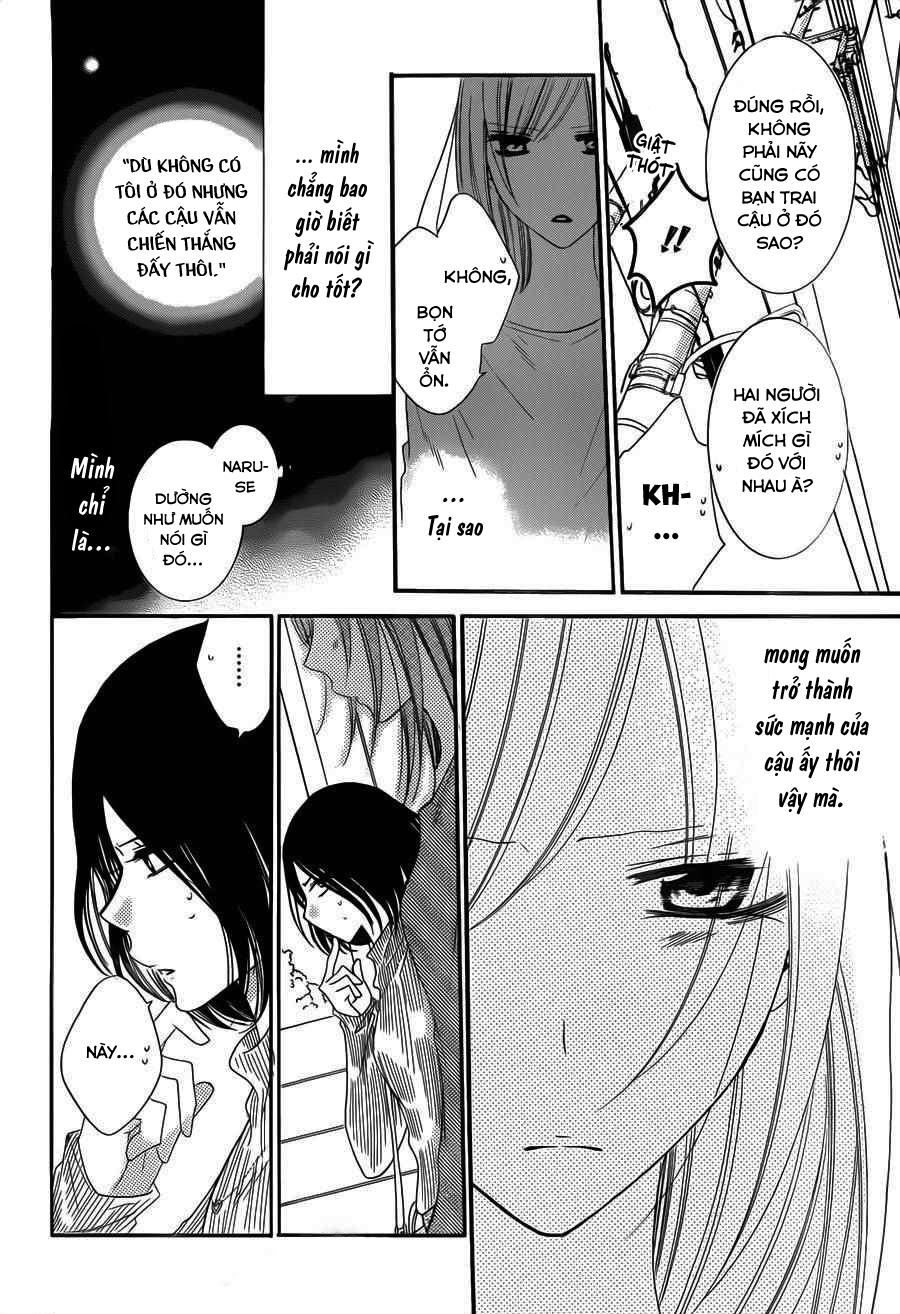 ĐÚNG RỒI,
KHÔNG
PHẢI NÃY
CŨNG CÓ
BẠN TRAI
CẬU Ở ĐÓ
SAO?
GIẬT
THÓT
!!
HAI NGƯỜI
ĐÃ XÍCH
MÍCH GÌ
ĐÓ VỚI
NHAU À?
KH-
...
KHÔNG,
BỌN
TỚ
VẪN
ỔN.
...
Tại sao
... mình
chẳng bao
giờ biết
phải nói gì
cho tốt?
"DÙ KHÔNG CÓ
TÔI Ở ĐÓ NHƯNG
CÁC CẬU VẪN
CHIẾN THẮNG
ĐẤY THÔI."
NARU-
SE
DƯỜNG
NHƯ MUỐN
NÓI GÌ
ĐÓ...
Mình
chỉ
là...
mong muốn
trở thành
sức mạnh của
cậu ấy thôi
vậy mà.
......
NÀY...